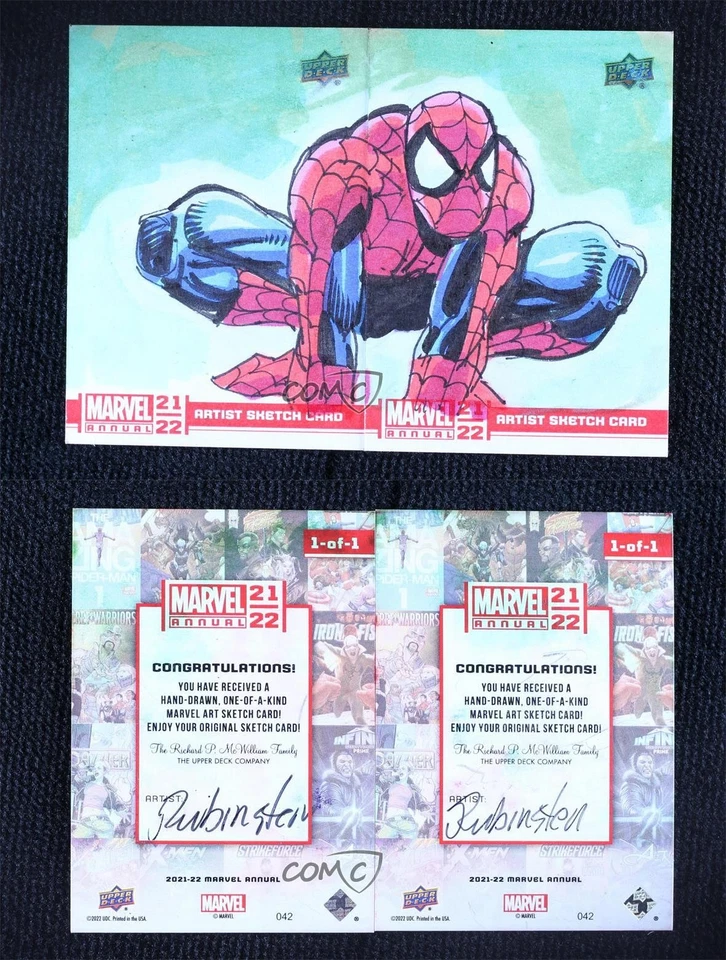 UPPER
DECK
®
UPPER
DECK
®
COMC
MARVEL 21
ANNUAL 22
ARTIST SKETCH CARD
MARVEL 21
ANNUAL 22
ARTIST SKETCH CARD
1-of-1
MARVEL 21
ANNUAL 22
CONGRATULATIONS!
YOU HAVE RECEIVED A
HAND-DRAWN, ONE-OF-A-KIND
MARVEL ART SKETCH CARD!
ENJOY YOUR ORIGINAL SKETCH CARD!
The Richard P. McWilliam Family
THE UPPER DECK COMPANY
ARTIST:
Rubinstein
2021-22 MARVEL ANNUAL
COMC
UPPER
DECK
MARVEL
© MARVEL
©2022 UDC. Printed in the USA.
042
®
1-of-1
MARVEL 21
ANNUAL 22
CONGRATULATIONS!
YOU HAVE RECEIVED A
HAND-DRAWN, ONE-OF-A-KIND
MARVEL ART SKETCH CARD!
ENJOY YOUR ORIGINAL SKETCH CARD!
The Richard P. McWilliam Family
THE UPPER DECK COMPANY
ARTIST:
Rubinstein
STRIKEFORCE
2021-22 MARVEL ANNUAL
UPPER
DECK
MARVEL
© MARVEL
©2022 UDC. Printed in the USA.
042
®